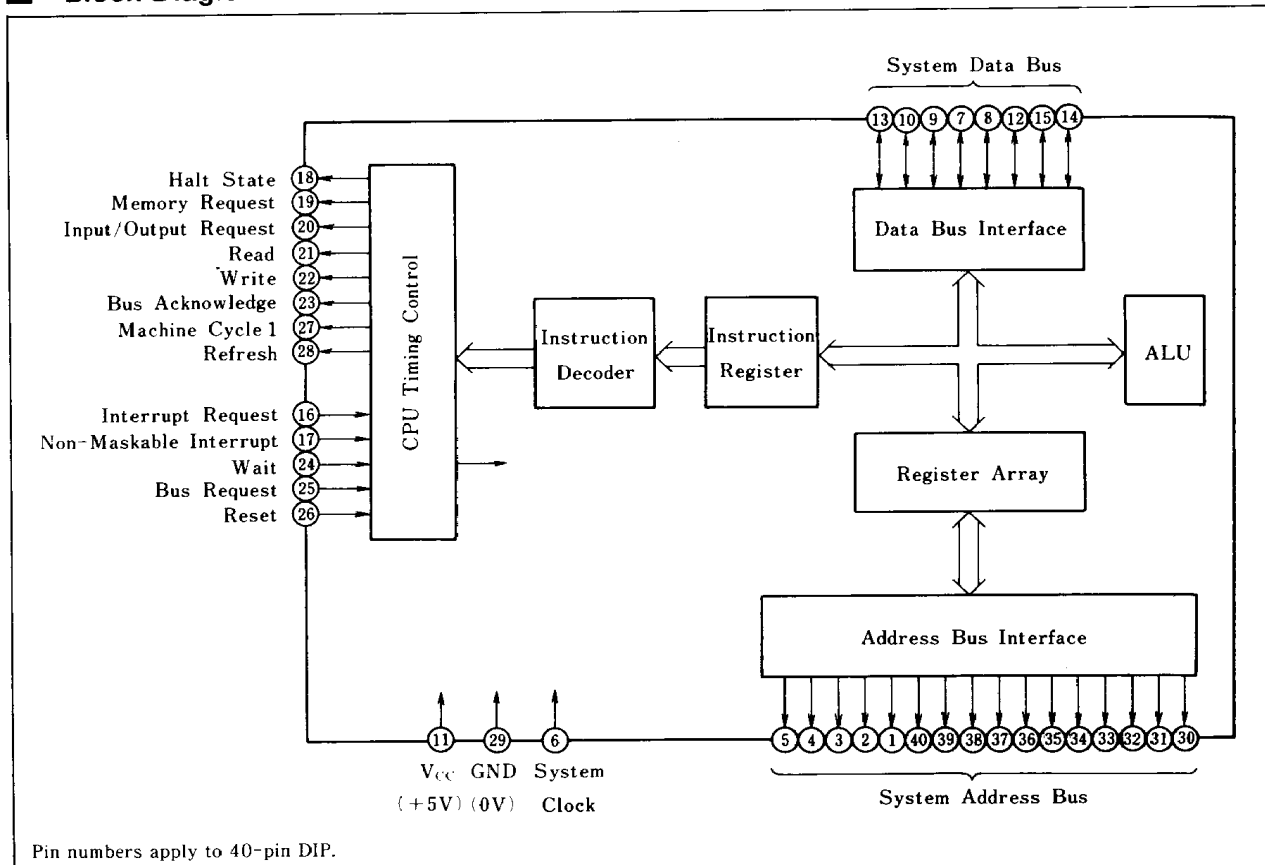 System Data Bus
13 10 9 7 8 12 15 14
Halt State 18
Memory Request 19
Input/Output Request 20
Read 21
Write 22
Bus Acknowledge 23
Machine Cycle 1 27
Refresh 28
Interrupt Request 16
Non-Maskable Interrupt 17
Wait 24
Bus Request 25
Reset 26
CPU Timing Control
Instruction
Decoder
Instruction
Register
Data Bus Interface
ALU
Register Array
Address Bus Interface
11 29 6
VCC GND System
(+5V) (0V) Clock
5 4 3 2 1 40 39 38 37 36 35 34 33 32 31 30
System Address Bus
Pin numbers apply to 40-pin DIP.